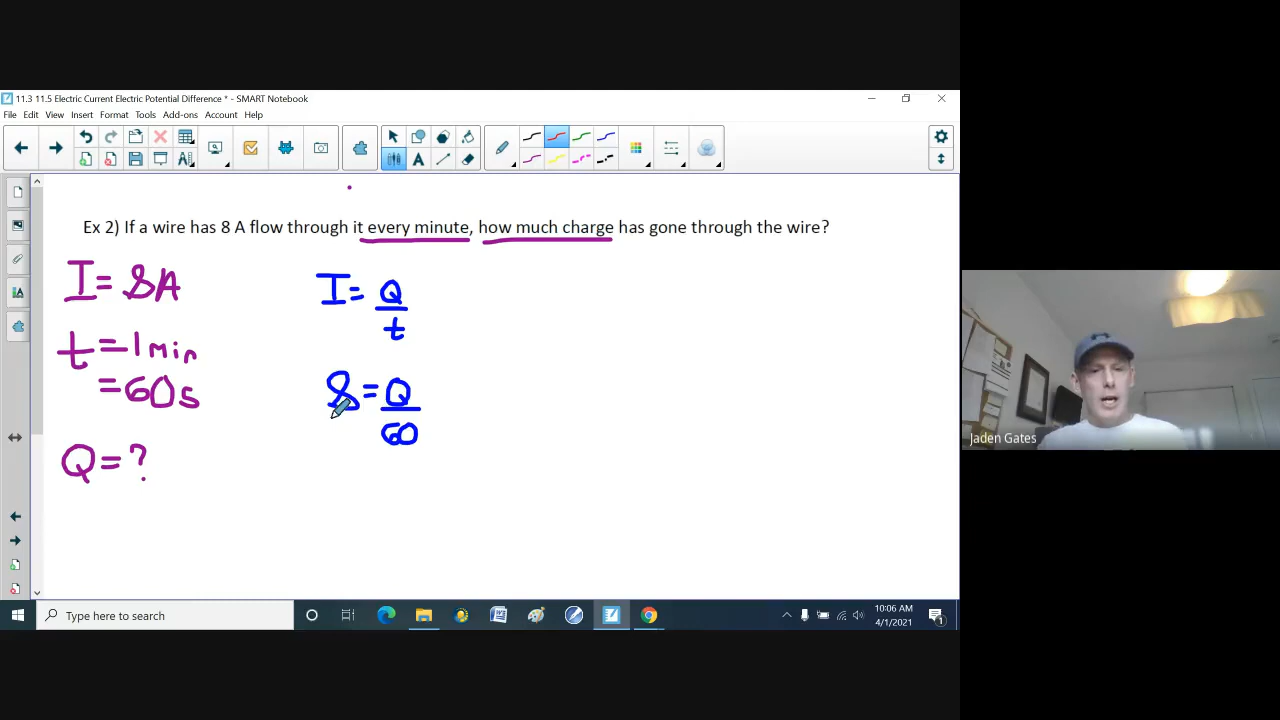 11.3 11.5 Electric Current Electric Potential Difference * - SMART Notebook
File Edit View Insert Format Tools Add-ons Account Help
Ex 2) If a wire has 8 A flow through it every minute, how much charge has gone through the wire?
I = 8A
t = 1 min
= 60s
Q = ?
I = Q
t
8 = Q
60
Jaden Gates
Type here to search
10:06 AM
4/1/2021
1